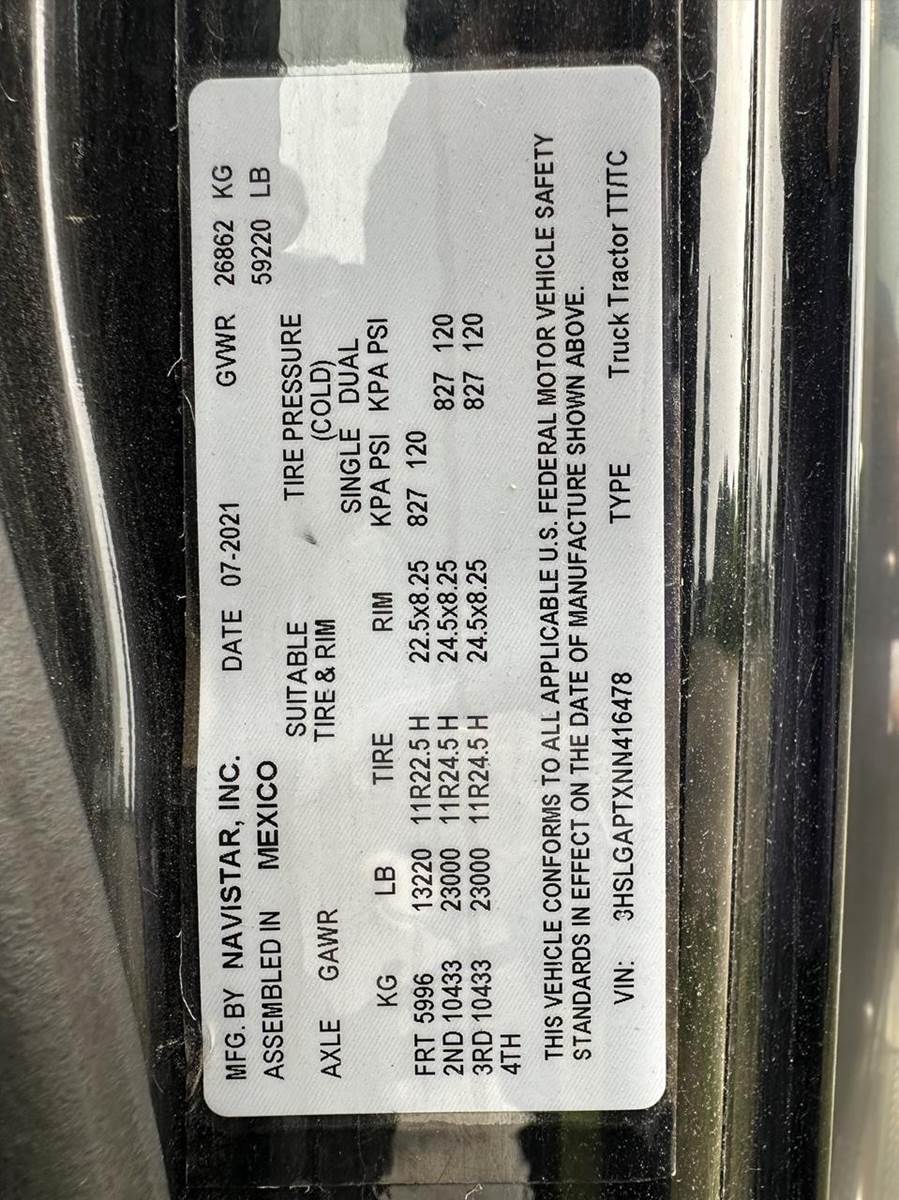 MFG. BY NAVISTAR, INC. DATE 07-2021 GVWR 26862 KG
ASSEMBLED IN MEXICO 59220 LB
SUITABLE TIRE PRESSURE
AXLE GAWR TIRE & RIM (COLD)
SINGLE DUAL
KG LB TIRE RIM KPA PSI KPA PSI
FRT 5996 13220 11R22.5 H 22.5x8.25 827 120
2ND 10433 23000 11R24.5 H 24.5x8.25 827 120
3RD 10433 23000 11R24.5 H 24.5x8.25 827 120
4TH
THIS VEHICLE CONFORMS TO ALL APPLICABLE U.S. FEDERAL MOTOR VEHICLE SAFETY
STANDARDS IN EFFECT ON THE DATE OF MANUFACTURE SHOWN ABOVE.
VIN: 3HSLGAPTXNN416478 TYPE Truck Tractor TT/TC